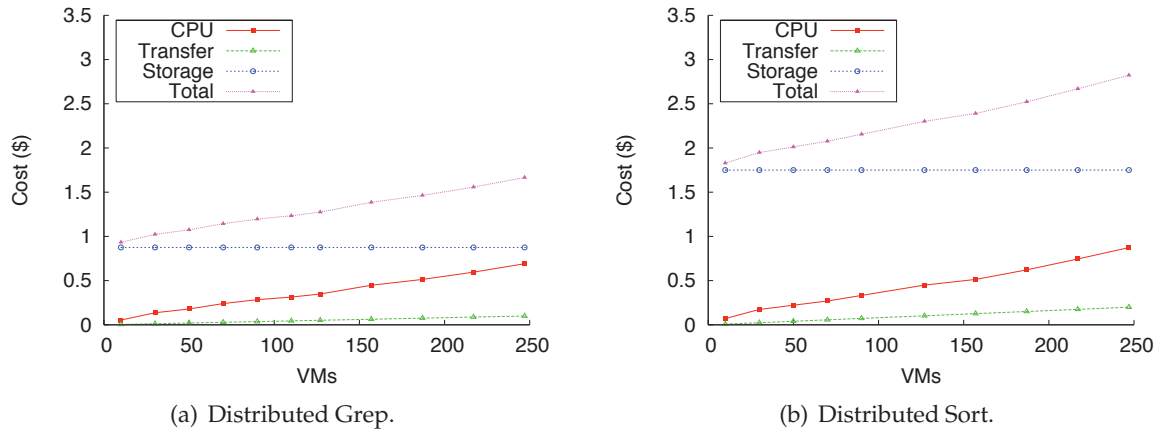 3.5
3
2.5
2
1.5
1
0.5
0
Cost ($)
CPU
Transfer
Storage
Total
0 50 100 150 200 250
VMs
(a) Distributed Grep.
3.5
3
2.5
2
1.5
1
0.5
0
Cost ($)
CPU
Transfer
Storage
Total
0 50 100 150 200 250
VMs
(b) Distributed Sort.